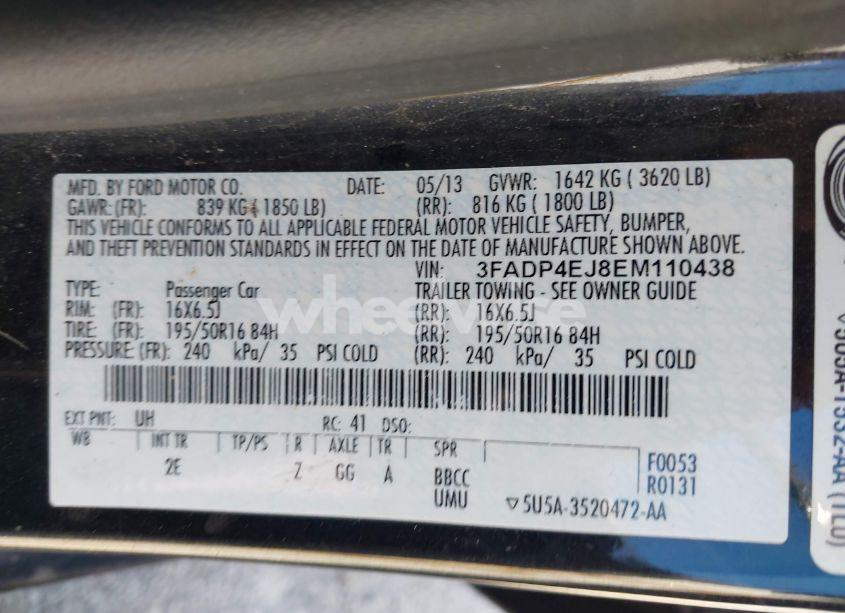 MFD. BY FORD MOTOR CO. DATE: 05/13 GVWR: 1642 KG ( 3620 LB)
GAWR:(FR): 839 KG( 1850 LB) (RR): 816 KG ( 1800 LB)
THIS VEHICLE CONFORMS TO ALL APPLICABLE FEDERAL MOTOR VEHICLE SAFETY, BUMPER,
AND THEFT PREVENTION STANDARDS IN EFFECT ON THE DATE OF MANUFACTURE SHOWN ABOVE.
VIN: 3FADP4EJ8EM110438
TYPE: Passenger Car TRAILER TOWING - SEE OWNER GUIDE
RIM: (FR): 16X6.5J (RR): 16X6.5J
TIRE: (FR): 195/50R16 84H (RR): 195/50R16 84H
PRESSURE: (FR): 240 kPa/ 35 PSI COLD (RR): 240 kPa/ 35 PSI COLD
EXT PNT: UH RC: 41 DSO:
WB INT TR TP/PS R AXLE TR SPR
2E Z GG A BBCC
UMU
F0053
R0131
▽5U5A-3520472-AA
wheelwise